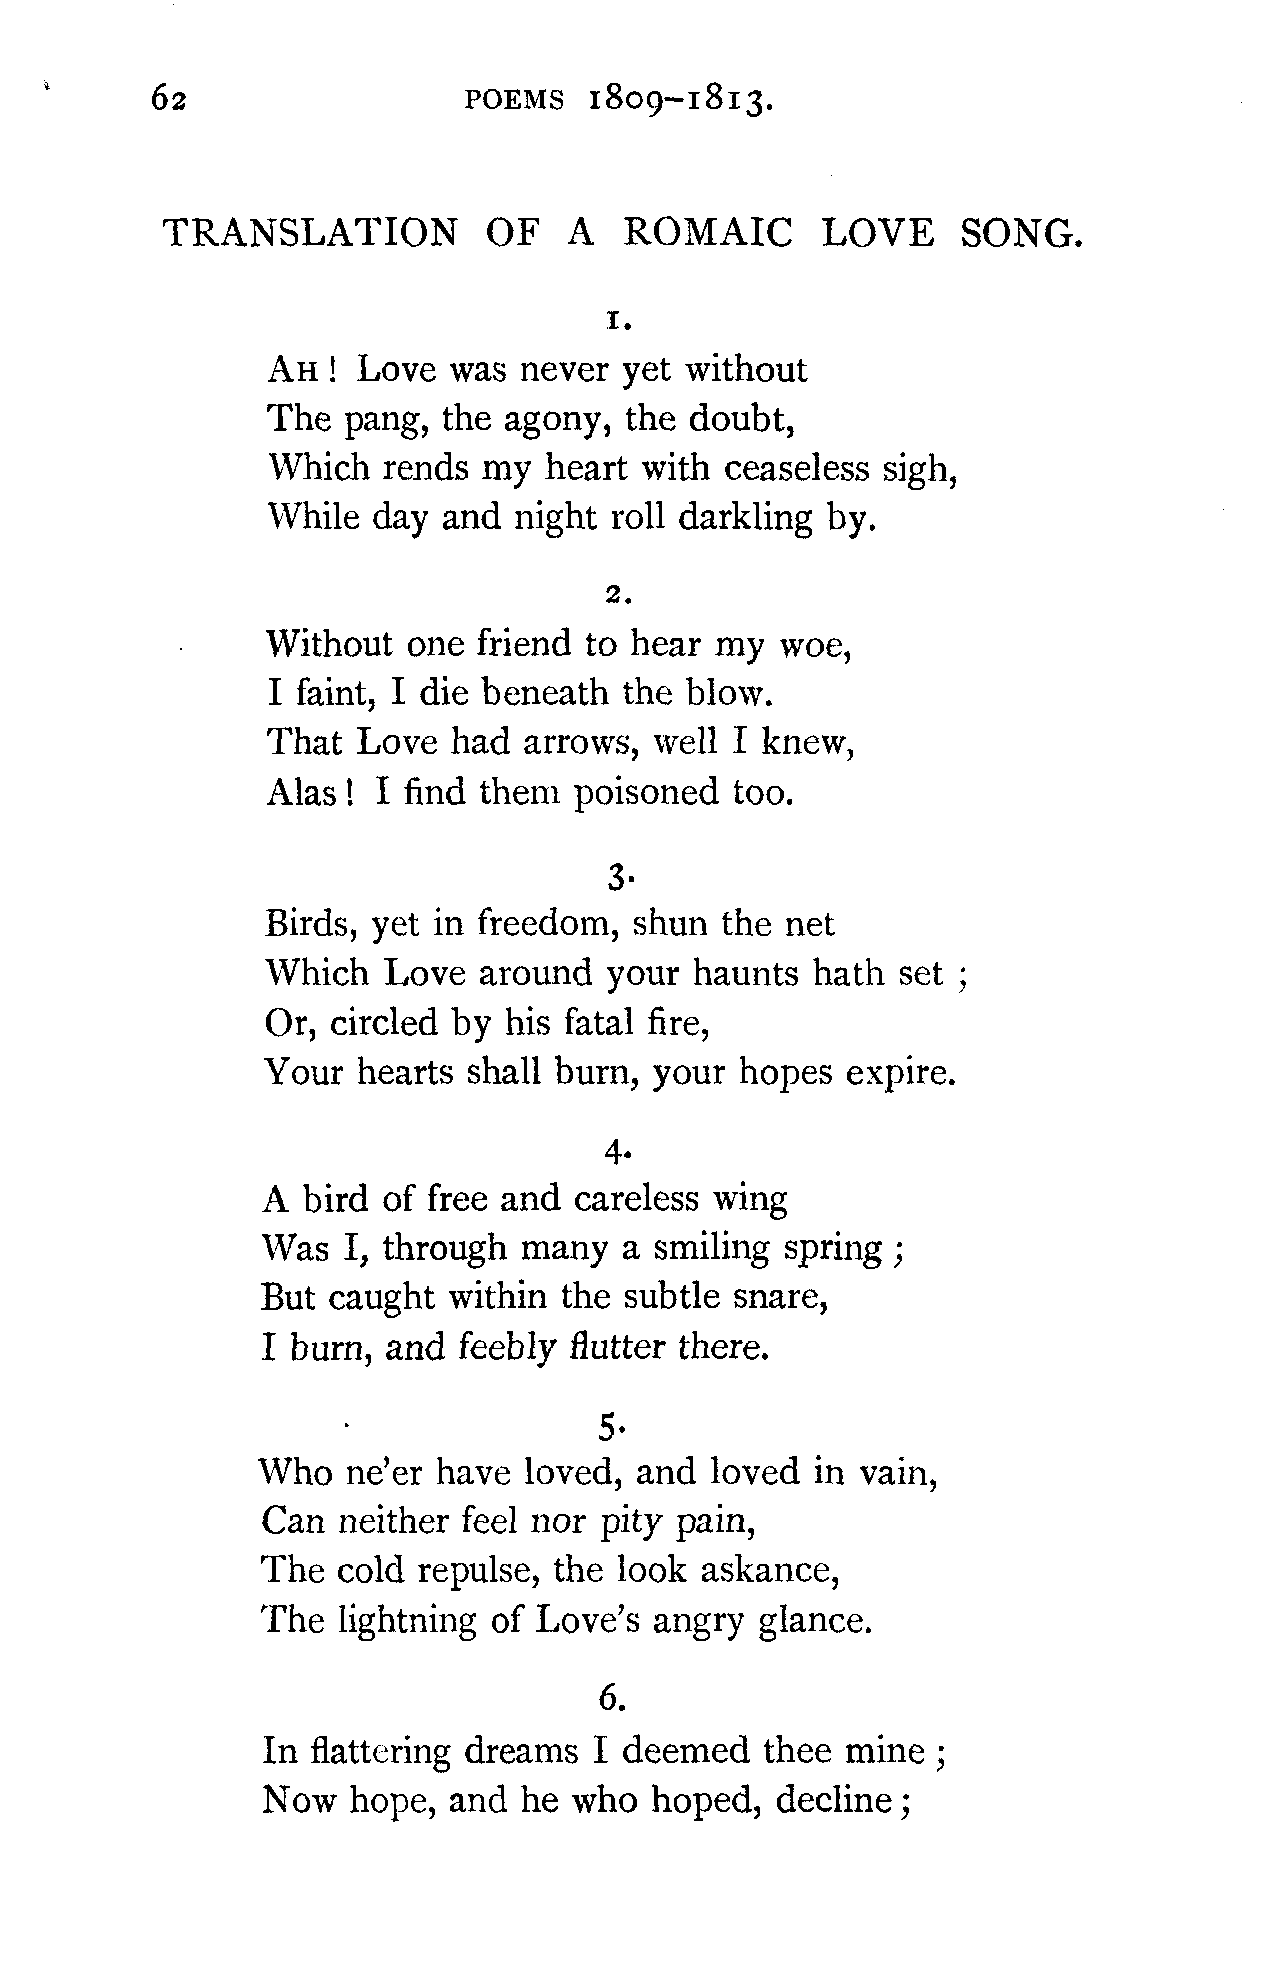 62 POEMS 1809–1813.
TRANSLATION OF A ROMAIC LOVE SONG.
1.
AH ! Love was never yet without
The pang, the agony, the doubt,
Which rends my heart with ceaseless sigh,
While day and night roll darkling by.
2.
Without one friend to hear my woe,
I faint, I die beneath the blow.
That Love had arrows, well I knew,
Alas ! I find them poisoned too.
3.
Birds, yet in freedom, shun the net
Which Love around your haunts hath set ;
Or, circled by his fatal fire,
Your hearts shall burn, your hopes expire.
4.
A bird of free and careless wing
Was I, through many a smiling spring ;
But caught within the subtle snare,
I burn, and feebly flutter there.
5.
Who ne'er have loved, and loved in vain,
Can neither feel nor pity pain,
The cold repulse, the look askance,
The lightning of Love's angry glance.
6.
In flattering dreams I deemed thee mine ;
Now hope, and he who hoped, decline ;